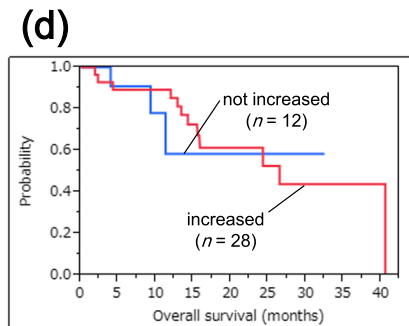 (d)
1.0
0.8
0.6
0.4
0.2
0.0
Probability
not increased
(n = 12)
increased
(n = 28)
0 5 10 15 20 25 30 35 40
Overall survival (months)